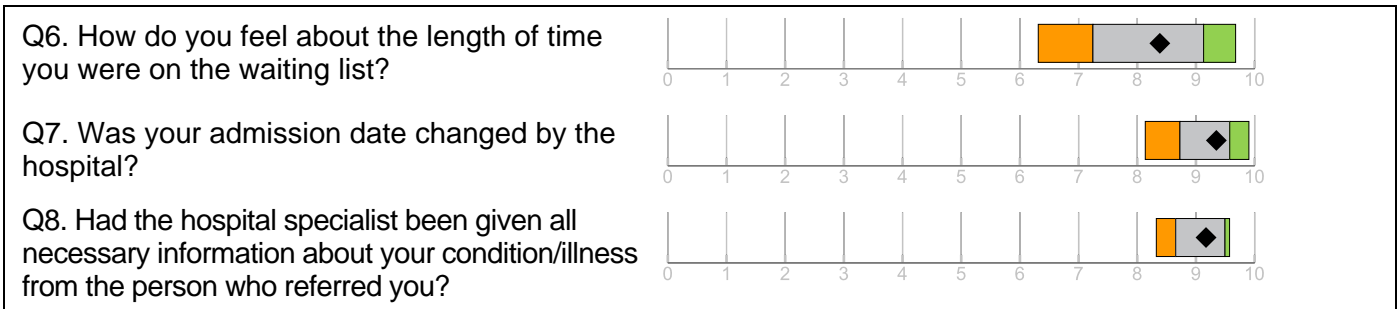 Q6. How do you feel about the length of time
you were on the waiting list?
0 1 2 3 4 5 6 7 8 9 10
Q7. Was your admission date changed by the
hospital?
0 1 2 3 4 5 6 7 8 9 10
Q8. Had the hospital specialist been given all
necessary information about your condition/illness
from the person who referred you?
0 1 2 3 4 5 6 7 8 9 10